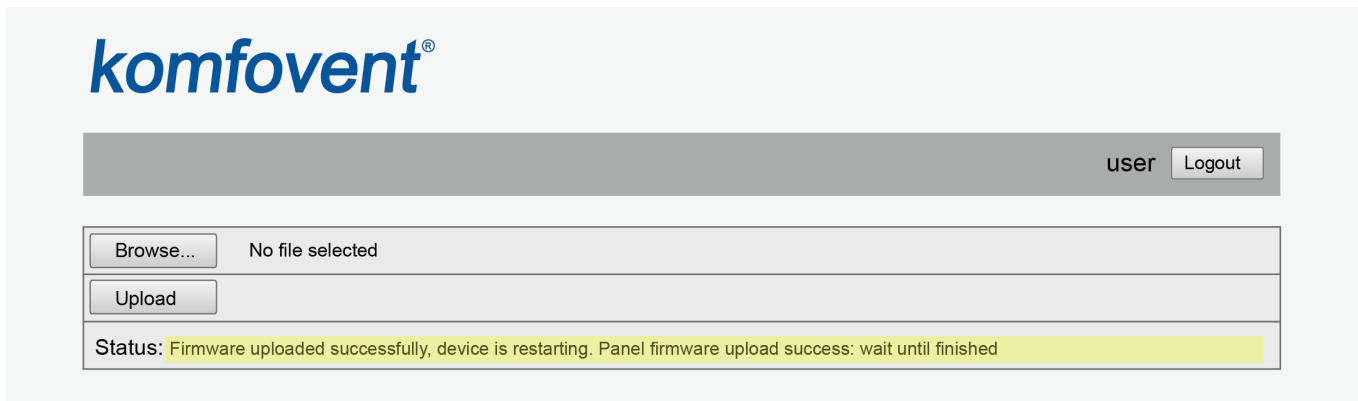 komfovent®
user Logout
Browse... No file selected
Upload
Status: Firmware uploaded successfully, device is restarting. Panel firmware upload success: wait until finished